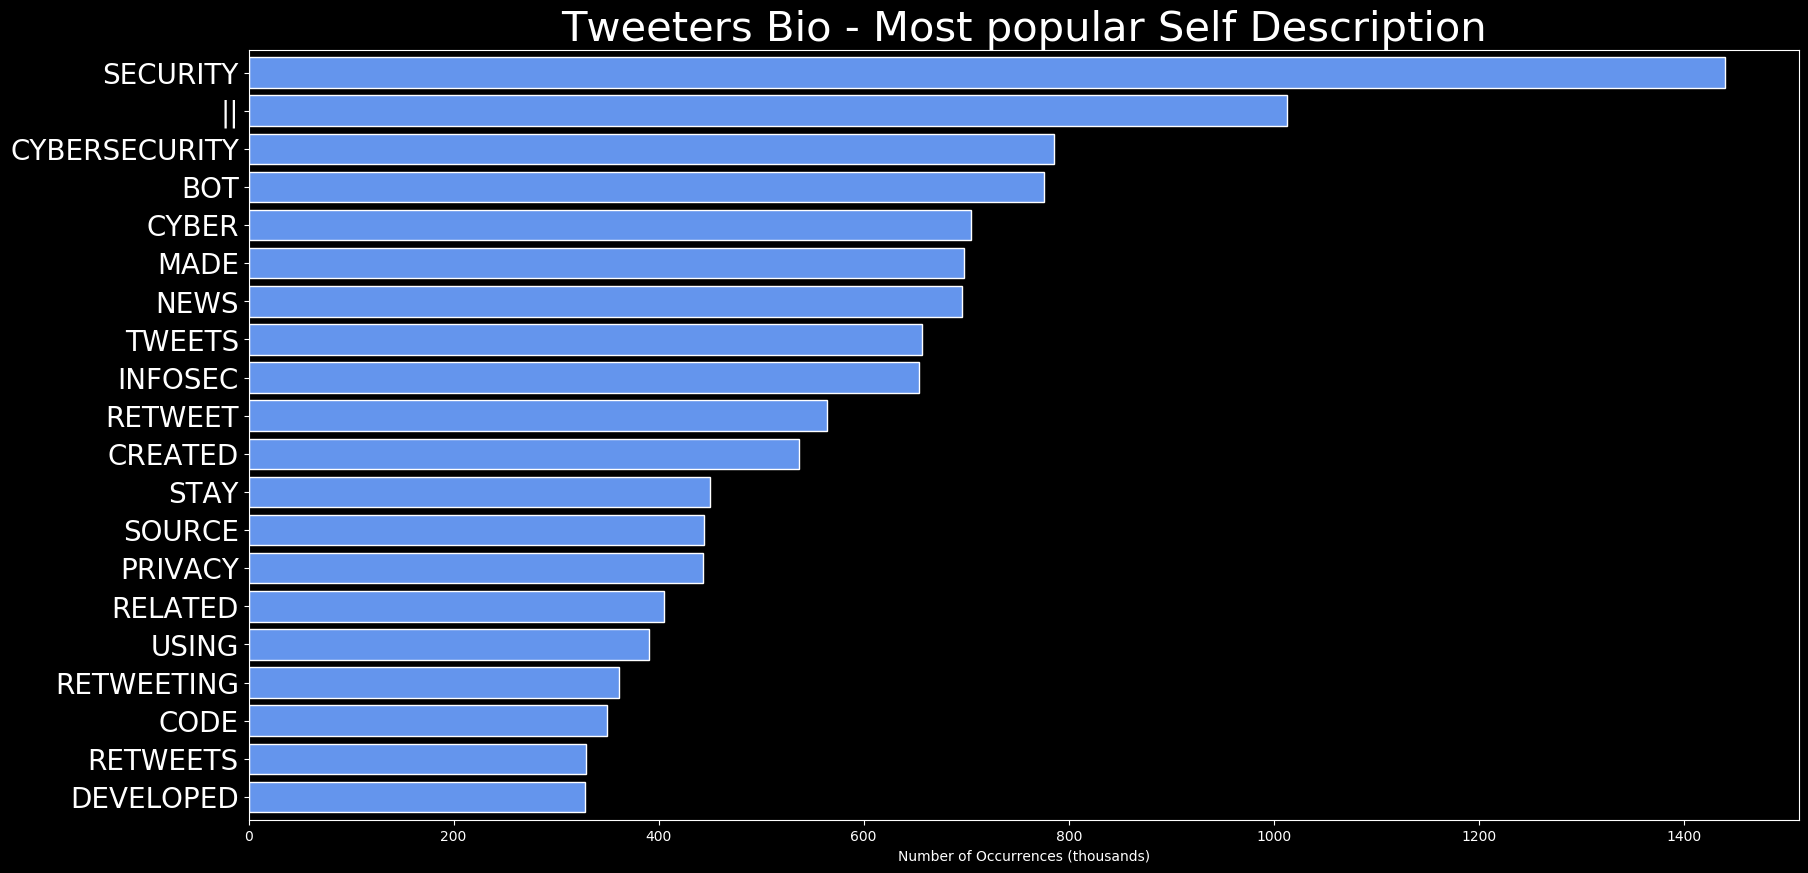 Tweeters Bio - Most popular Self Description
SECURITY
||
CYBERSECURITY
BOT
CYBER
MADE
NEWS
TWEETS
INFOSEC
RETWEET
CREATED
STAY
SOURCE
PRIVACY
RELATED
USING
RETWEETING
CODE
RETWEETS
DEVELOPED
0 200 400 600 800 1000 1200 1400
Number of Occurrences (thousands)